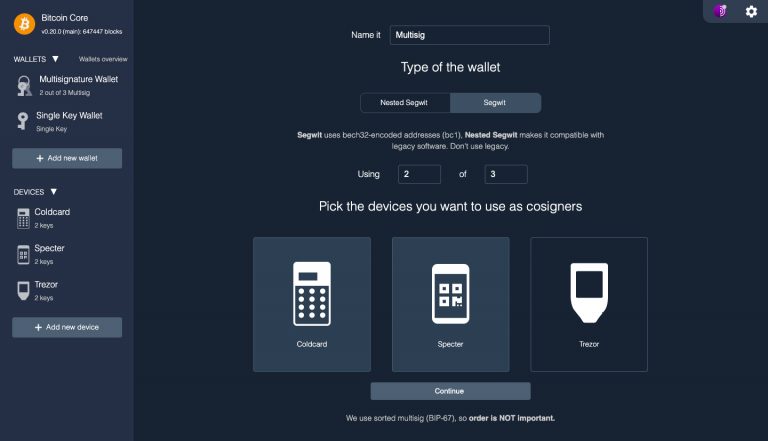 Bitcoin Core
v0.20.0 (main): 647447 blocks
WALLETS ▼ Wallets overview
Multisignature Wallet
2 out of 3 Multisig
Single Key Wallet
Single Key
+ Add new wallet
DEVICES ▼
Coldcard
2 keys
Specter
2 keys
Trezor
2 keys
+ Add new device
Name it Multisig
Type of the wallet
Nested Segwit Segwit
Segwit uses bech32-encoded addresses (bc1), Nested Segwit makes it compatible with
legacy software. Don't use legacy.
Using 2 of 3
Pick the devices you want to use as cosigners
Coldcard Specter Trezor
Continue
We use sorted multisig (BIP-67), so order is NOT important.